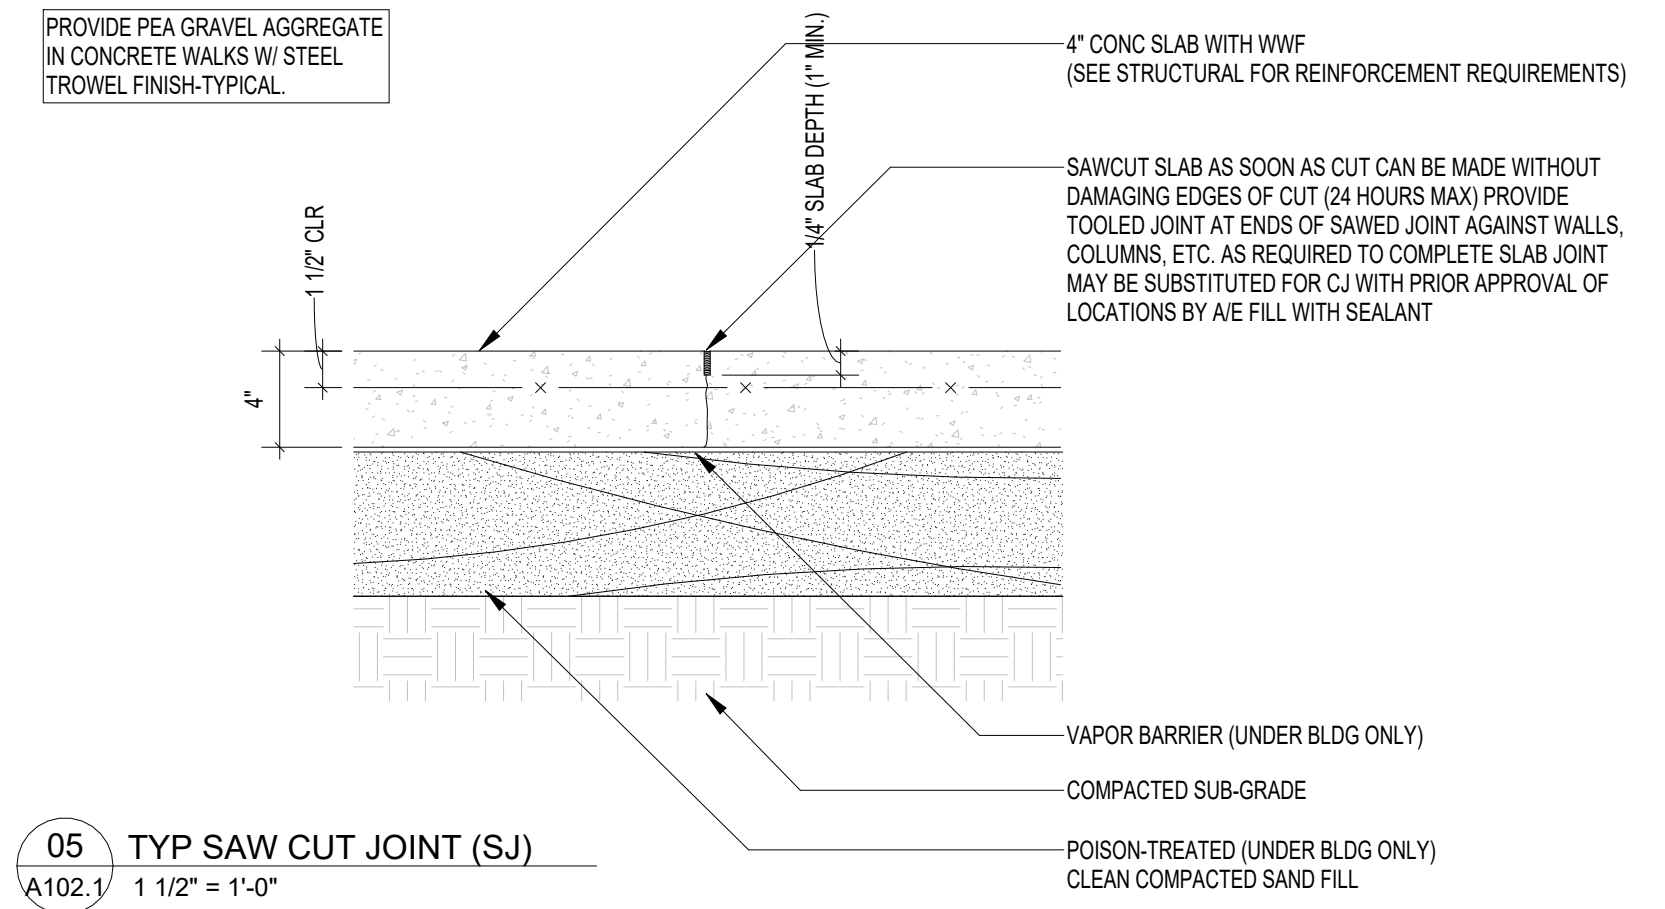 PROVIDE PEA GRAVEL AGGREGATE
IN CONCRETE WALKS W/ STEEL
TROWEL FINISH-TYPICAL.
4" CONC SLAB WITH WWF
(SEE STRUCTURAL FOR REINFORCEMENT REQUIREMENTS)
1/4" SLAB DEPTH (1" MIN.)
SAWCUT SLAB AS SOON AS CUT CAN BE MADE WITHOUT
DAMAGING EDGES OF CUT (24 HOURS MAX) PROVIDE
TOOLED JOINT AT ENDS OF SAWED JOINT AGAINST WALLS,
COLUMNS, ETC. AS REQUIRED TO COMPLETE SLAB JOINT
MAY BE SUBSTITUTED FOR CJ WITH PRIOR APPROVAL OF
LOCATIONS BY A/E FILL WITH SEALANT
1 1/2" CLR
4"
VAPOR BARRIER (UNDER BLDG ONLY)
COMPACTED SUB-GRADE
POISON-TREATED (UNDER BLDG ONLY)
CLEAN COMPACTED SAND FILL
05
TYP SAW CUT JOINT (SJ)
A102.1
1 1/2" = 1'-0"